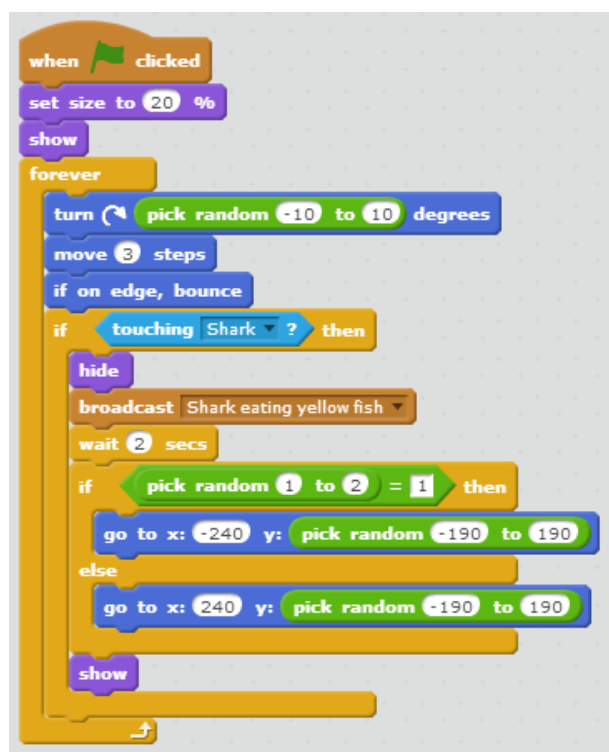 when clicked
set size to 20 %
show
forever
turn pick random -10 to 10 degrees
move 3 steps
if on edge, bounce
if touching Shark ? then
hide
broadcast Shark eating yellow fish
wait 2 secs
if pick random 1 to 2 = 1 then
go to x: -240 y: pick random -190 to 190
else
go to x: 240 y: pick random -190 to 190
show